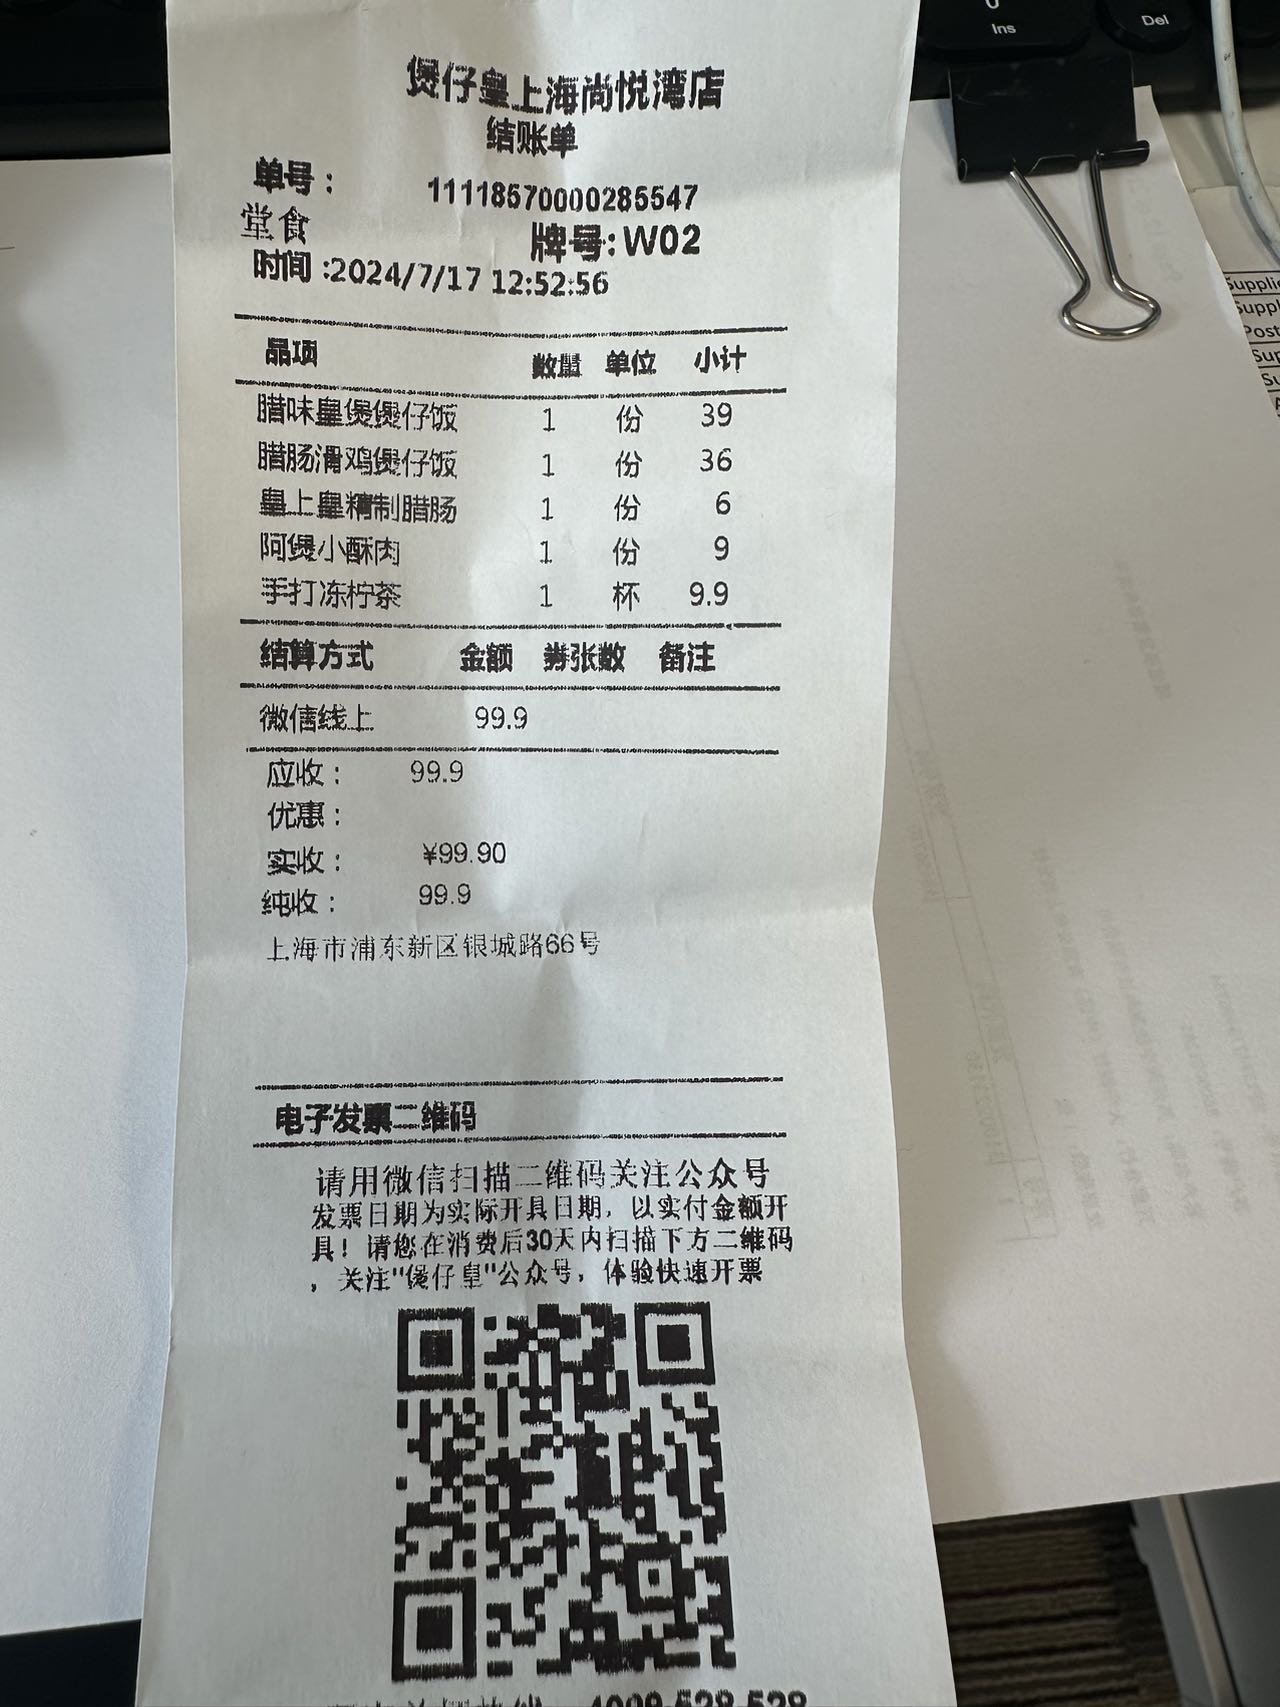 Ins
Del
煲仔皇上海尚悦湾店
结账单
单号： 11118570000285547
堂食 牌号:W02
时间 :2024/7/17 12:52:56
品项 数量 单位 小计
腊味皇煲煲仔饭 1 份 39
腊肠滑鸡煲仔饭 1 份 36
皇上皇精制腊肠 1 份 6
阿煲小酥肉 1 份 9
手打冻柠茶 1 杯 9.9
结算方式 金额 券张数 备注
微信线上 99.9
应收： 99.9
优惠：
实收： ¥99.90
纯收： 99.9
上海市浦东新区银城路66号
电子发票二维码
请用微信扫描二维码关注公众号
发票日期为实际开具日期，以实付金额开
具！请您在消费后30天内扫描下方二维码
，关注"煲仔皇"公众号，体验快速开票
4009-528-528